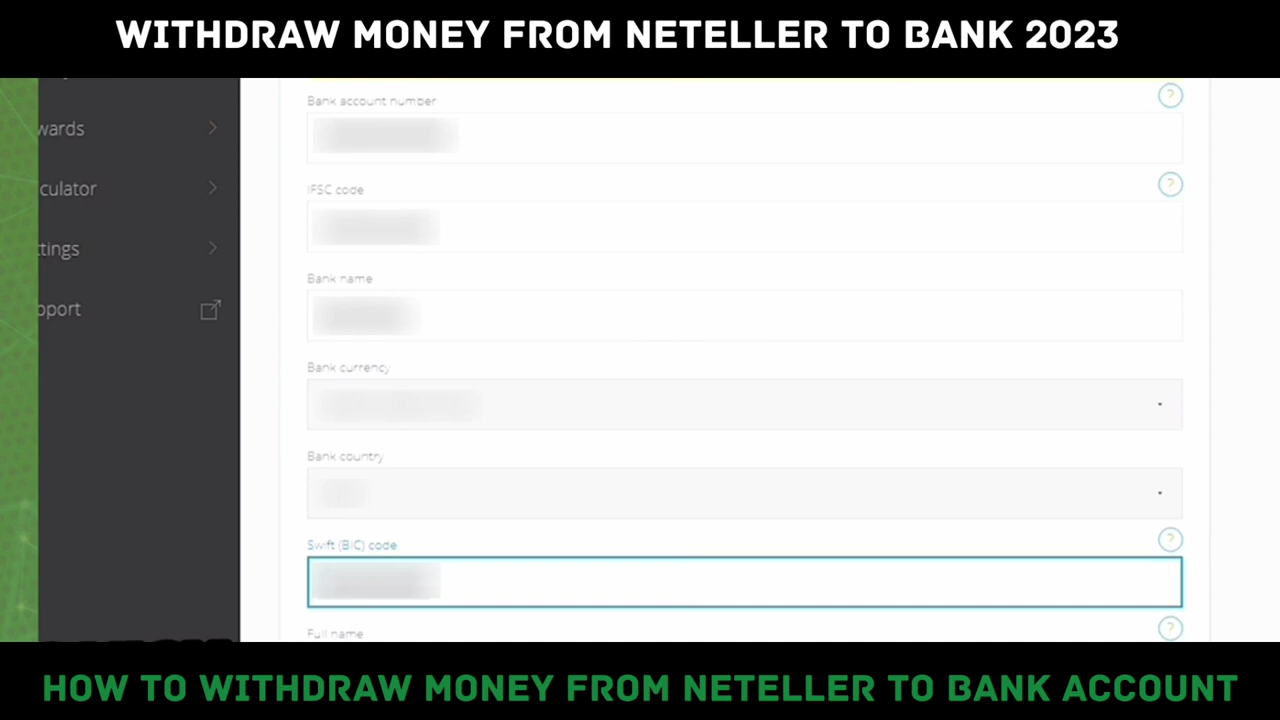 WITHDRAW MONEY FROM NETELLER TO BANK 2023
Bank account number
?
wards
culator
IFSC code
?
ttings
Bank name
pport
Bank currency
Bank country
Swift (BIC) code
?
Full name
?
HOW TO WITHDRAW MONEY FROM NETELLER TO BANK ACCOUNT